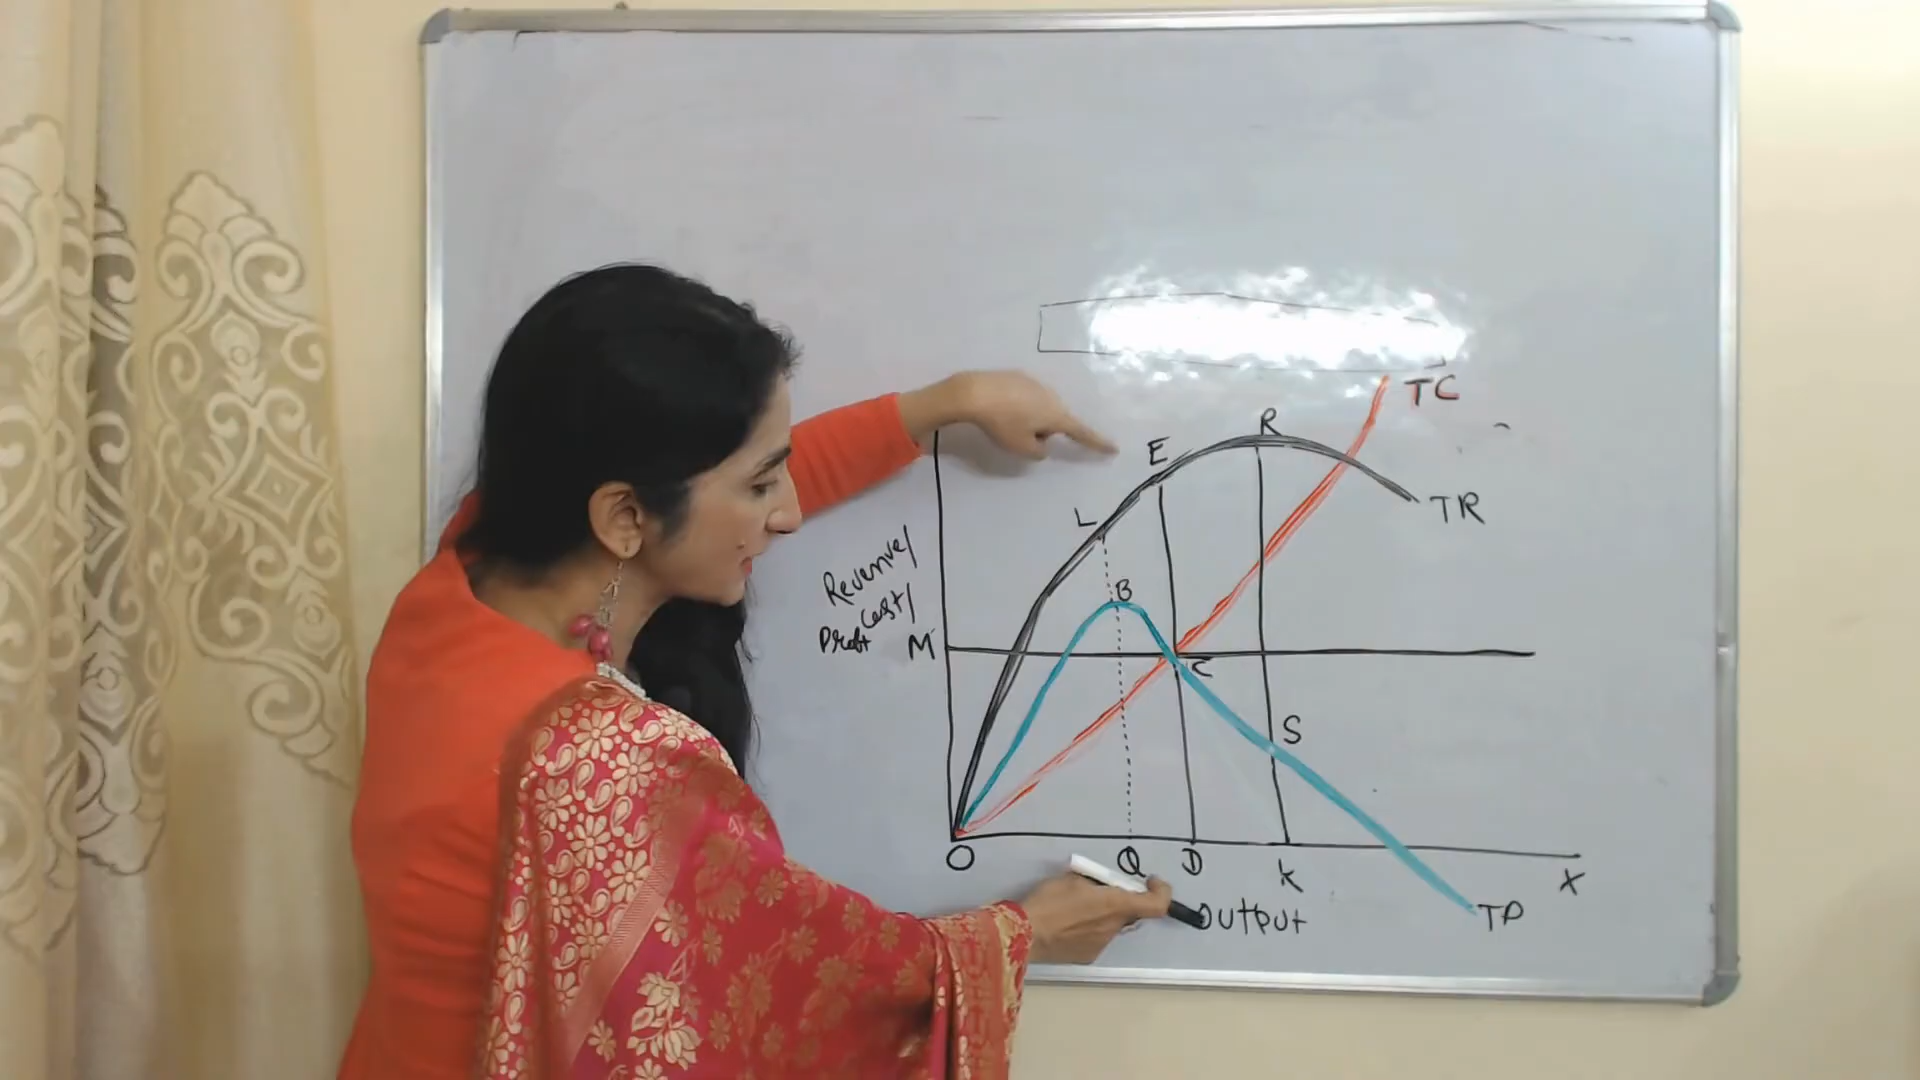 TC
R
E
TR
L
Revenue/
Cost/
Profit
B
M
C
S
O
Q
D
K
X
Output
TP